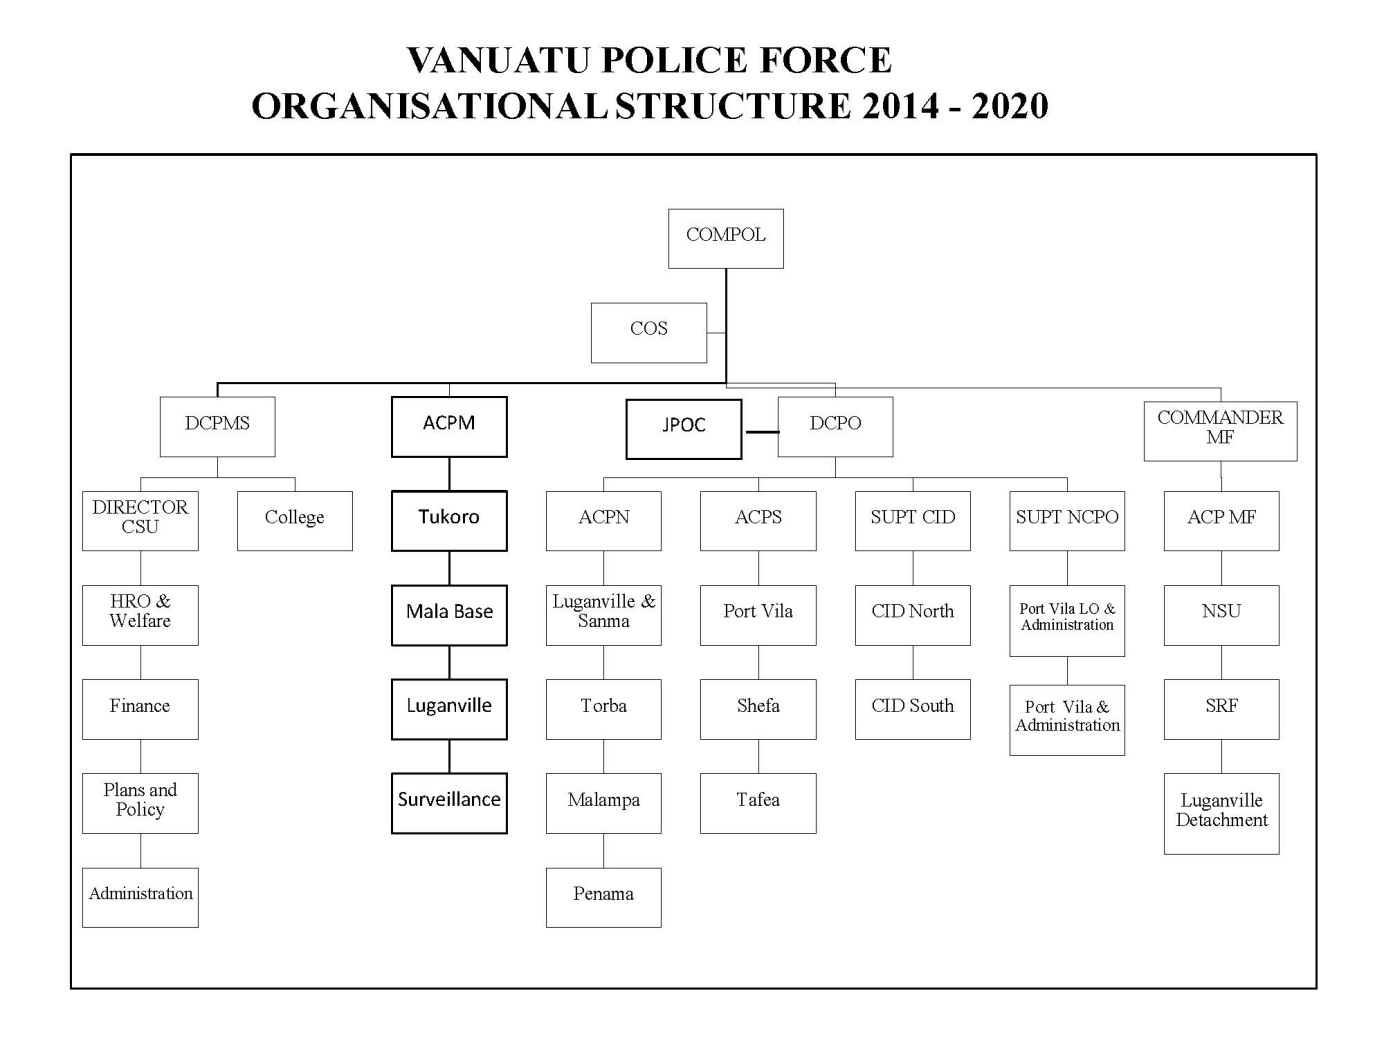 VANUATU POLICE FORCE
ORGANISATIONAL STRUCTURE 2014 - 2020
COMPOL
COS
DCPMS
ACPM
JPOC
DCPO
COMMANDER
MF
DIRECTOR
CSU
College
Tukoro
ACPN
ACPS
SUPT CID
SUPT NCPO
ACP MF
HRO &
Welfare
Mala Base
Luganville &
Sanma
Port Vila
CID North
Port Vila LO &
Administration
NSU
Finance
Luganville
Torba
Shefa
CID South
Port Vila &
Administration
SRF
Plans and
Policy
Surveillance
Malampa
Tafea
Luganville
Detachment
Administration
Penama